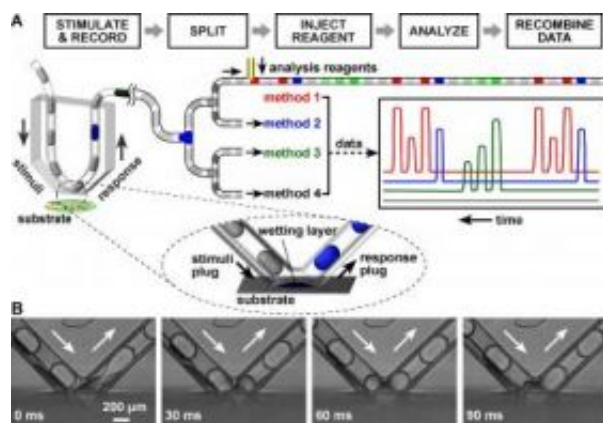 A
STIMULATE
& RECORD
SPLIT
INJECT
REAGENT
ANALYZE
RECOMBINE
DATA
analysis reagents
method 1
method 2
method 3
method 4
data
time
stimuli
response
substrate
wetting layer
stimuli
plug
response
plug
substrate
B
0 ms
200 µm
30 ms
60 ms
90 ms